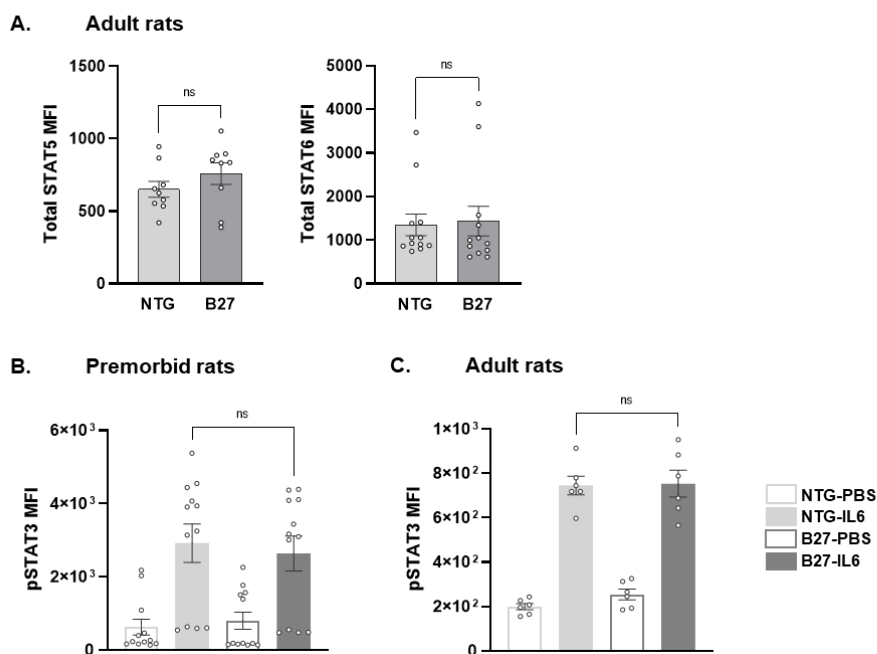 A. Adult rats
ns
1500
1000
500
0
Total STAT5 MFI
NTG B27
ns
5000
4000
3000
2000
1000
0
Total STAT6 MFI
NTG B27
B. Premorbid rats
ns
6×10³
4×10³
2×10³
0
pSTAT3 MFI
C. Adult rats
ns
1×10³
8×10²
6×10²
4×10²
2×10²
0
pSTAT3 MFI
NTG-PBS
NTG-IL6
B27-PBS
B27-IL6